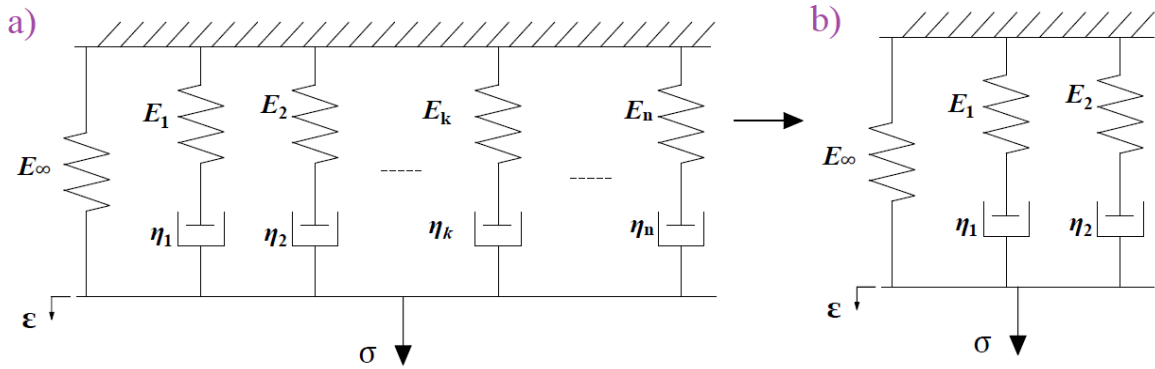 a)
b)
E₁ E₂ Eₖ Eₙ
E∞
-----
-----
η₁ η₂ ηₖ ηₙ
ε
σ
E₁ E₂
E∞
η₁ η₂
ε
σ